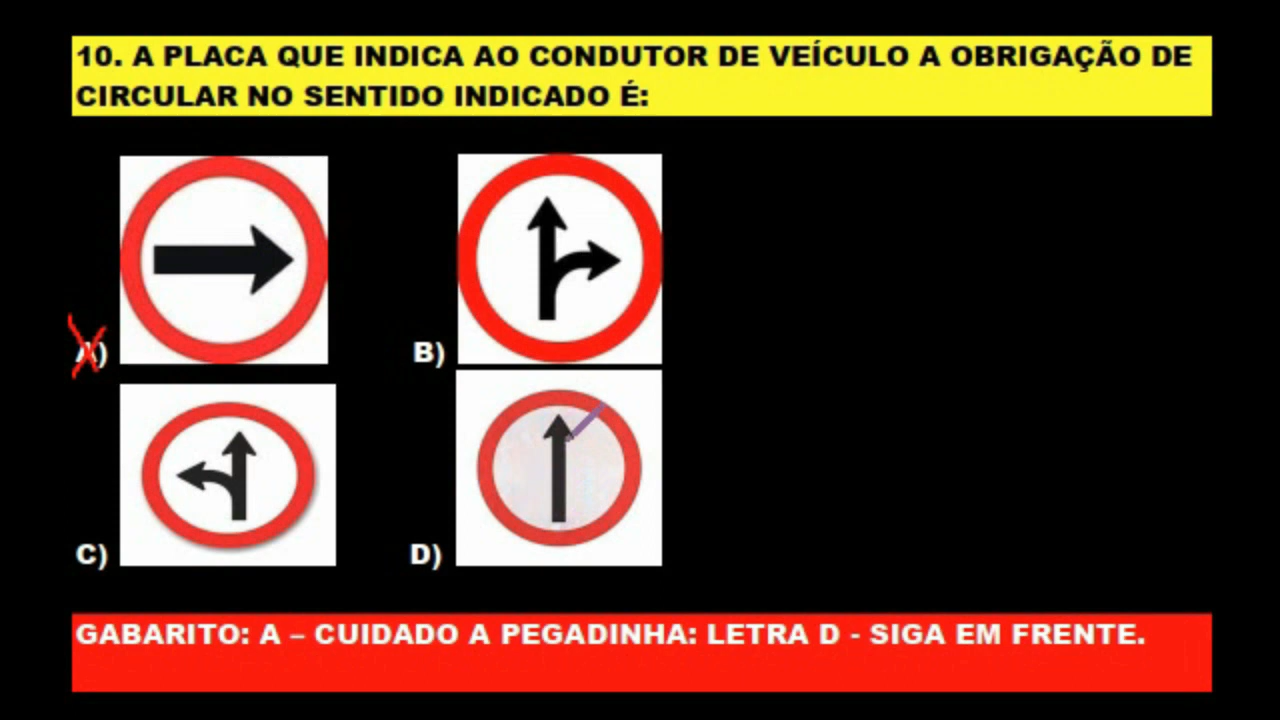 10. A PLACA QUE INDICA AO CONDUTOR DE VEÍCULO A OBRIGAÇÃO DE
CIRCULAR NO SENTIDO INDICADO É:
A)
B)
C)
D)
GABARITO: A – CUIDADO A PEGADINHA: LETRA D - SIGA EM FRENTE.